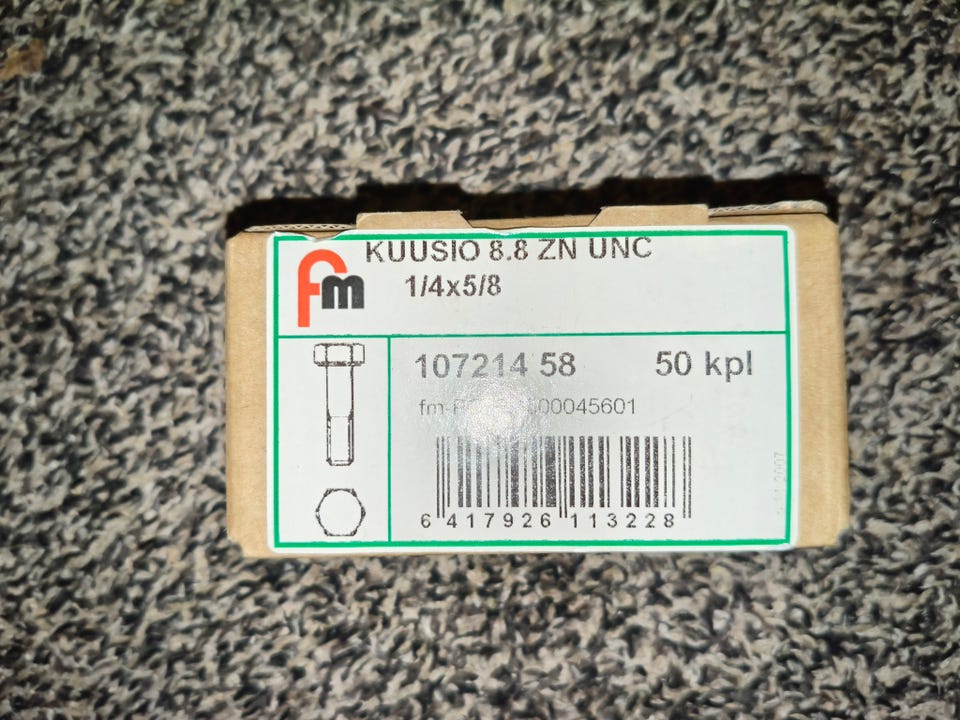 fm
KUUSIO 8.8 ZN UNC
1/4x5/8
107214 58
50 kpl
6 417926 113228